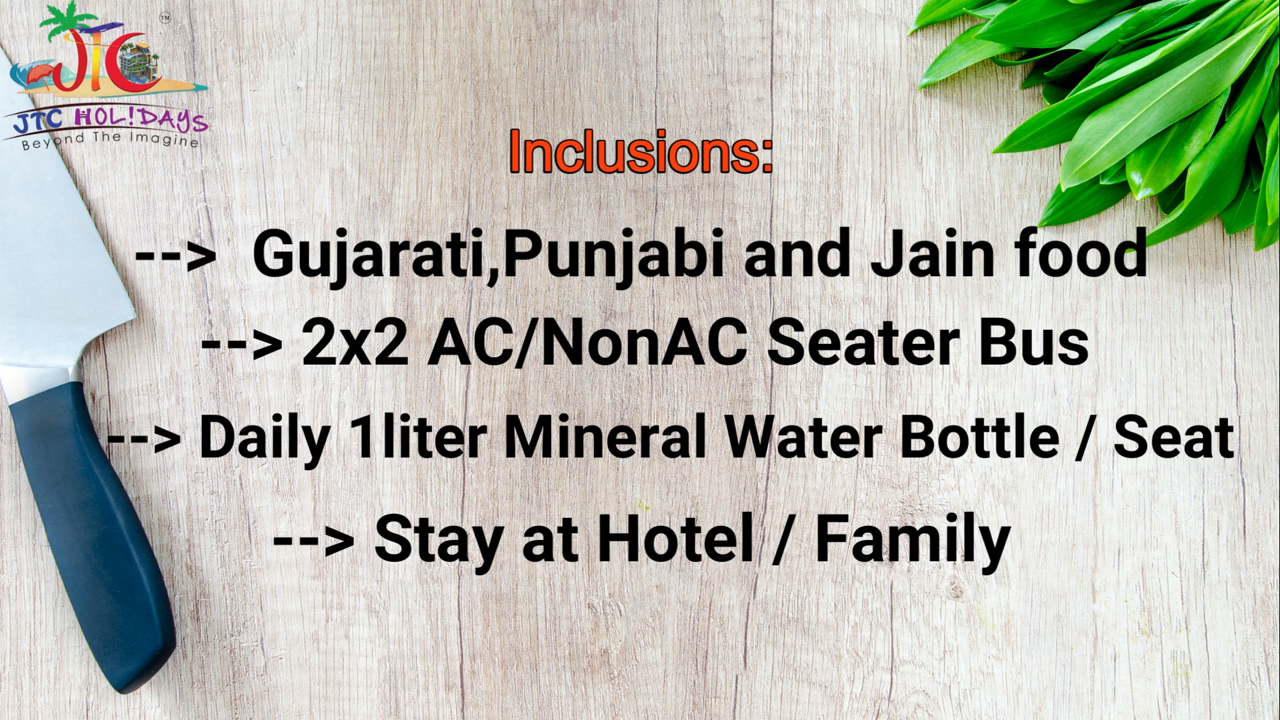 JTC
TM
JTC HOL!DAYS
Beyond The Imagine
Inclusions:
--> Gujarati,Punjabi and Jain food
--> 2x2 AC/NonAC Seater Bus
--> Daily 1liter Mineral Water Bottle / Seat
--> Stay at Hotel / Family